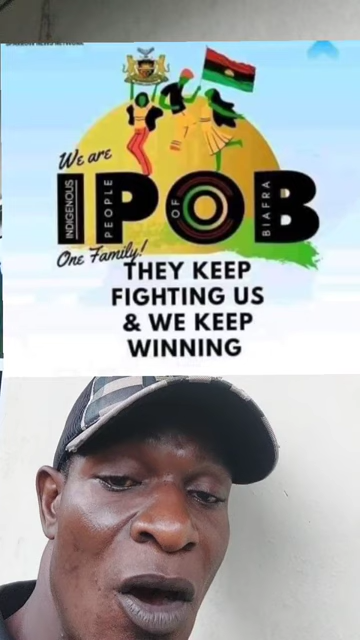 We are
IPOB
INDIGENOUS
PEOPLE
OF
BIAFRA
One Family!
THEY KEEP
FIGHTING US
& WE KEEP
WINNING